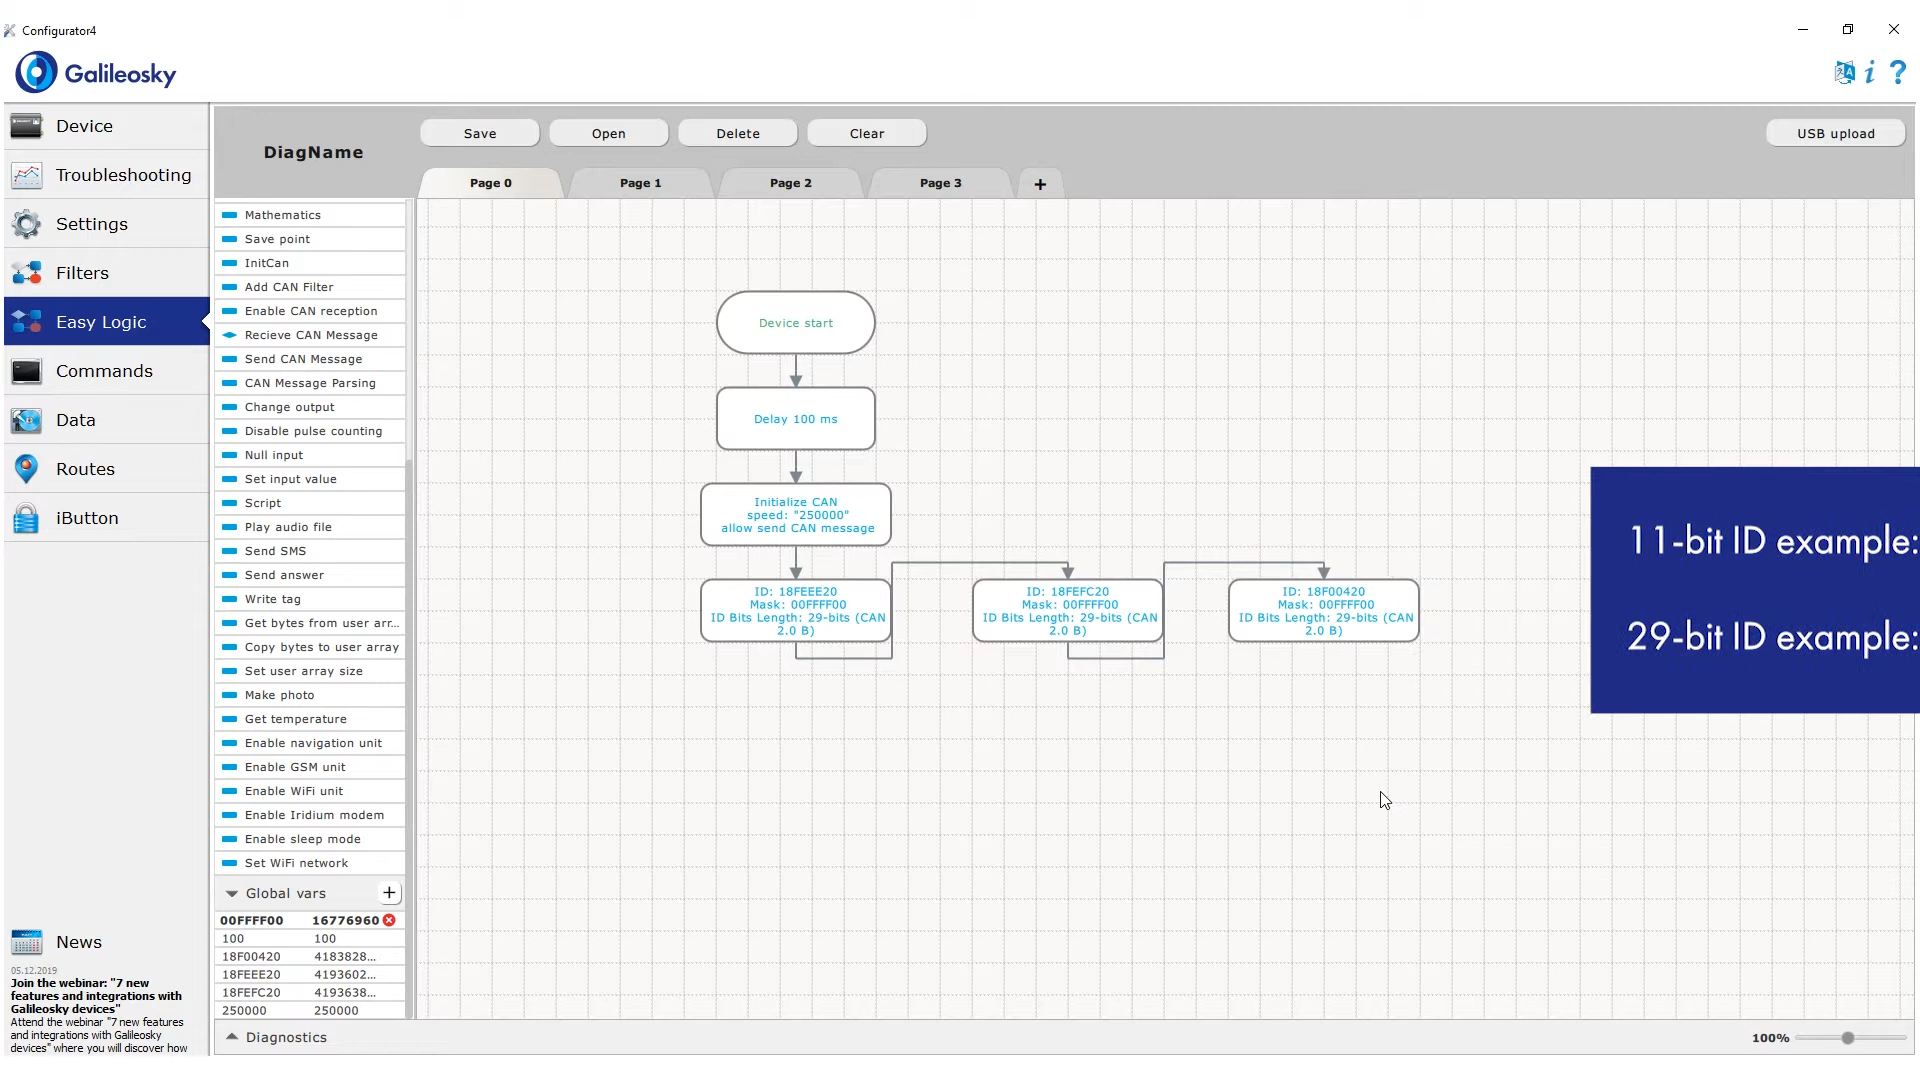 Configurator4
Galileosky
Device
Troubleshooting
Settings
Filters
Easy Logic
Commands
Data
Routes
iButton
News
05.12.2019
Join the webinar: "7 new
features and integrations with
Galileosky devices"
Attend the webinar "7 new features
and integrations with Galileosky
devices" where you will discover how
DiagName
Save
Open
Delete
Clear
USB upload
Page 0
Page 1
Page 2
Page 3
+
Mathematics
Save point
InitCan
Add CAN Filter
Enable CAN reception
Recieve CAN Message
Send CAN Message
CAN Message Parsing
Change output
Disable pulse counting
Null input
Set input value
Script
Play audio file
Send SMS
Send answer
Write tag
Get bytes from user arr...
Copy bytes to user array
Set user array size
Make photo
Get temperature
Enable navigation unit
Enable GSM unit
Enable WiFi unit
Enable Iridium modem
Enable sleep mode
Set WiFi network
Global vars +
00FFFF00 16776960
100 100
18F00420 4183828...
18FEEE20 4193602...
18FEFC20 4193638...
250000 250000
Diagnostics
Device start
Delay 100 ms
Initialize CAN
speed: "250000"
allow send CAN message
ID: 18FEEE20
Mask: 00FFFF00
ID Bits Length: 29-bits (CAN
2.0 B)
ID: 18FEFC20
Mask: 00FFFF00
ID Bits Length: 29-bits (CAN
2.0 B)
ID: 18F00420
Mask: 00FFFF00
ID Bits Length: 29-bits (CAN
2.0 B)
11-bit ID example:
29-bit ID example:
100%